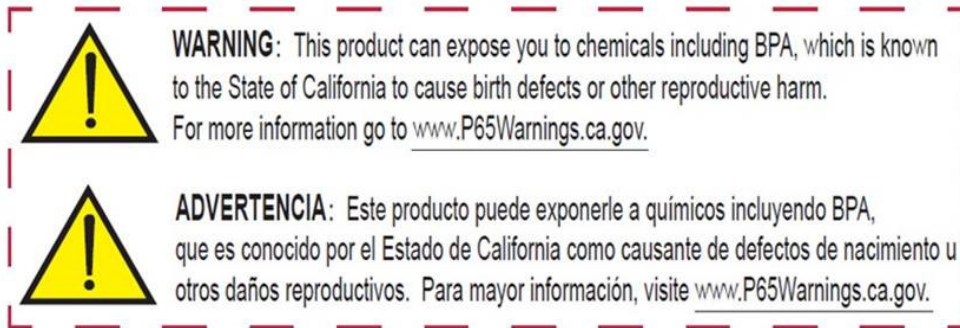 WARNING: This product can expose you to chemicals including BPA, which is known
to the State of California to cause birth defects or other reproductive harm.
For more information go to www.P65Warnings.ca.gov.
ADVERTENCIA: Este producto puede exponerle a químicos incluyendo BPA,
que es conocido por el Estado de California como causante de defectos de nacimiento u
otros daños reproductivos. Para mayor información, visite www.P65Warnings.ca.gov.